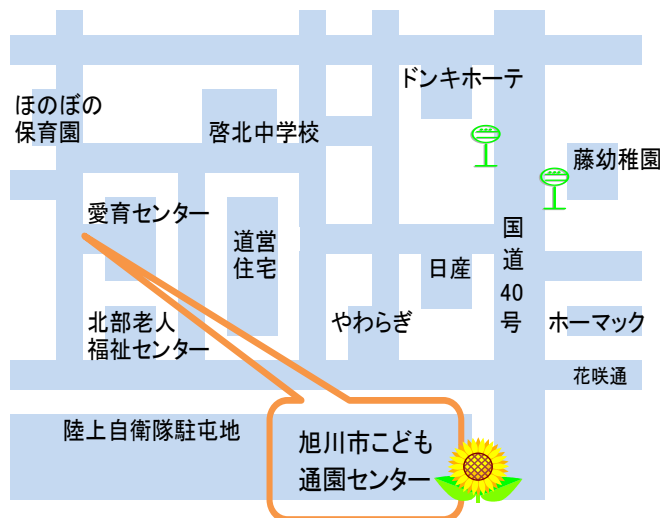 ドンキホーテ
ほのぼの
保育園
啓北中学校
藤幼稚園
愛育センター
道営
住宅
国
道
40
号
日産
北部老人
福祉センター
やわらぎ
ホーマック
花咲通
陸上自衛隊駐屯地
旭川市こども
通園センター